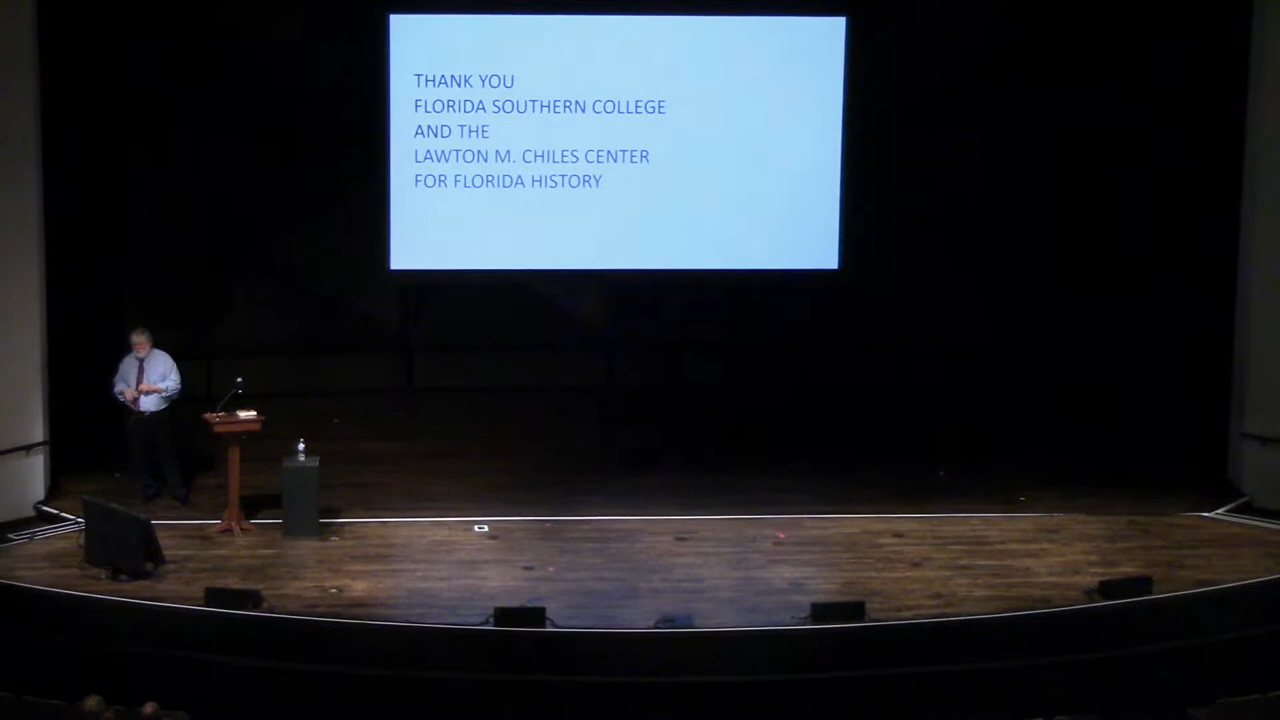 THANK YOU
FLORIDA SOUTHERN COLLEGE
AND THE
LAWTON M. CHILES CENTER
FOR FLORIDA HISTORY